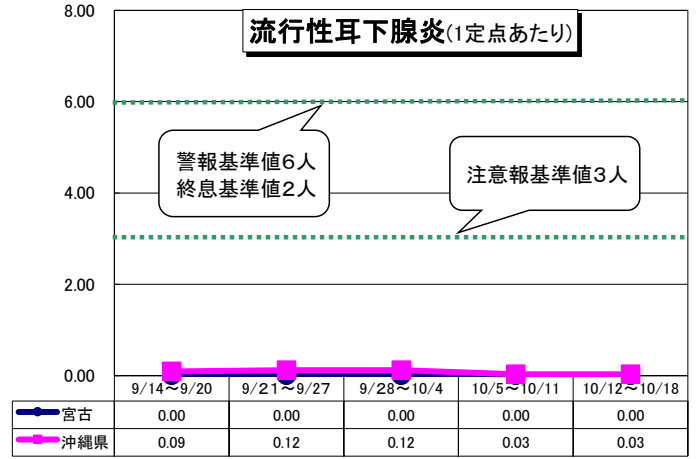 流行性耳下腺炎(1定点あたり)
8.00
6.00
警報基準値6人
終息基準値2人
注意報基準値3人
4.00
2.00
0.00
9/14~9/20 9/21~9/27 9/28~10/4 10/5~10/11 10/12~10/18
宮古 0.00 0.00 0.00 0.00 0.00
沖縄県 0.09 0.12 0.12 0.03 0.03